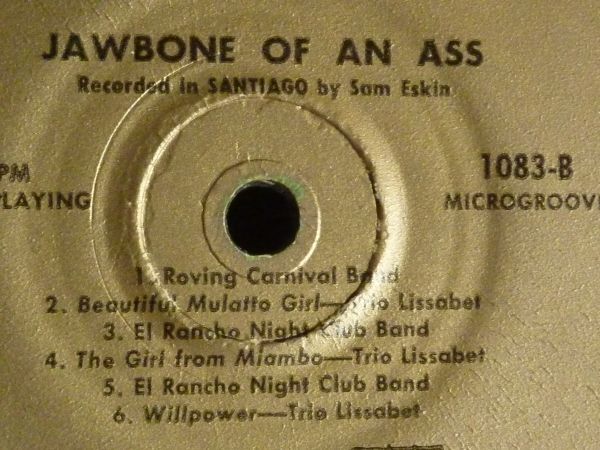 JAWBONE OF AN ASS
Recorded in SANTIAGO by Sam Eskin
PM 1083-B
PLAYING MICROGROOVE
1. Roving Carnival Band
2. Beautiful Mulatto Girl—Trio Lissabet
3. El Rancho Night Club Band
4. The Girl from Miambo—Trio Lissabet
5. El Rancho Night Club Band
6. Willpower—Trio Lissabet